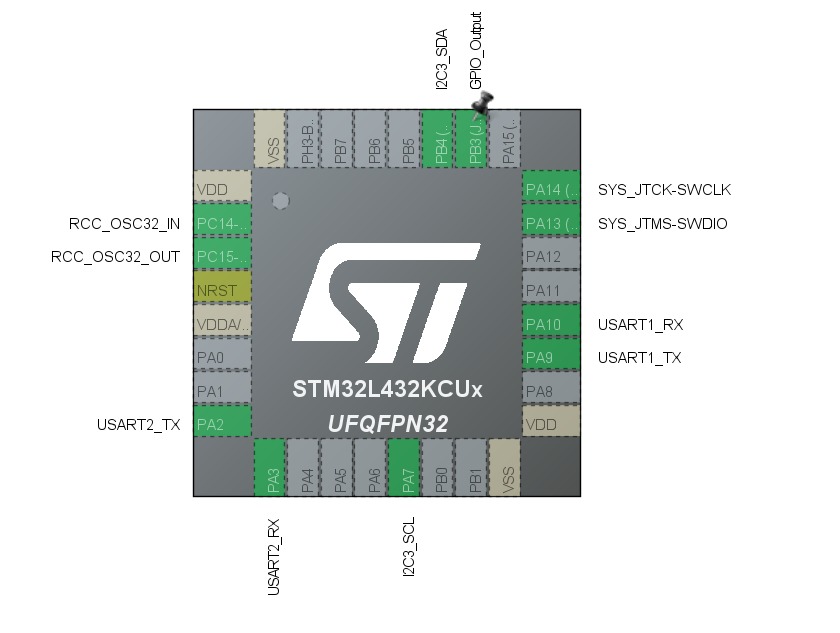 I2C3_SDA
GPIO_Output
VSS
PH3-B..
PB7
PB6
PB5
PB4 (..
PB3 (J..
PA15 (..
VDD
RCC_OSC32_IN
PC14-..
RCC_OSC32_OUT
PC15-..
NRST
VDDA/..
PA0
PA1
USART2_TX
PA2
PA14 (..
SYS_JTCK-SWCLK
PA13 (..
SYS_JTMS-SWDIO
PA12
PA11
PA10
USART1_RX
PA9
USART1_TX
PA8
VDD
STM32L432KCUx
UFQFPN32
PA3
PA4
PA5
PA6
PA7
PB0
PB1
VSS
USART2_RX
I2C3_SCL